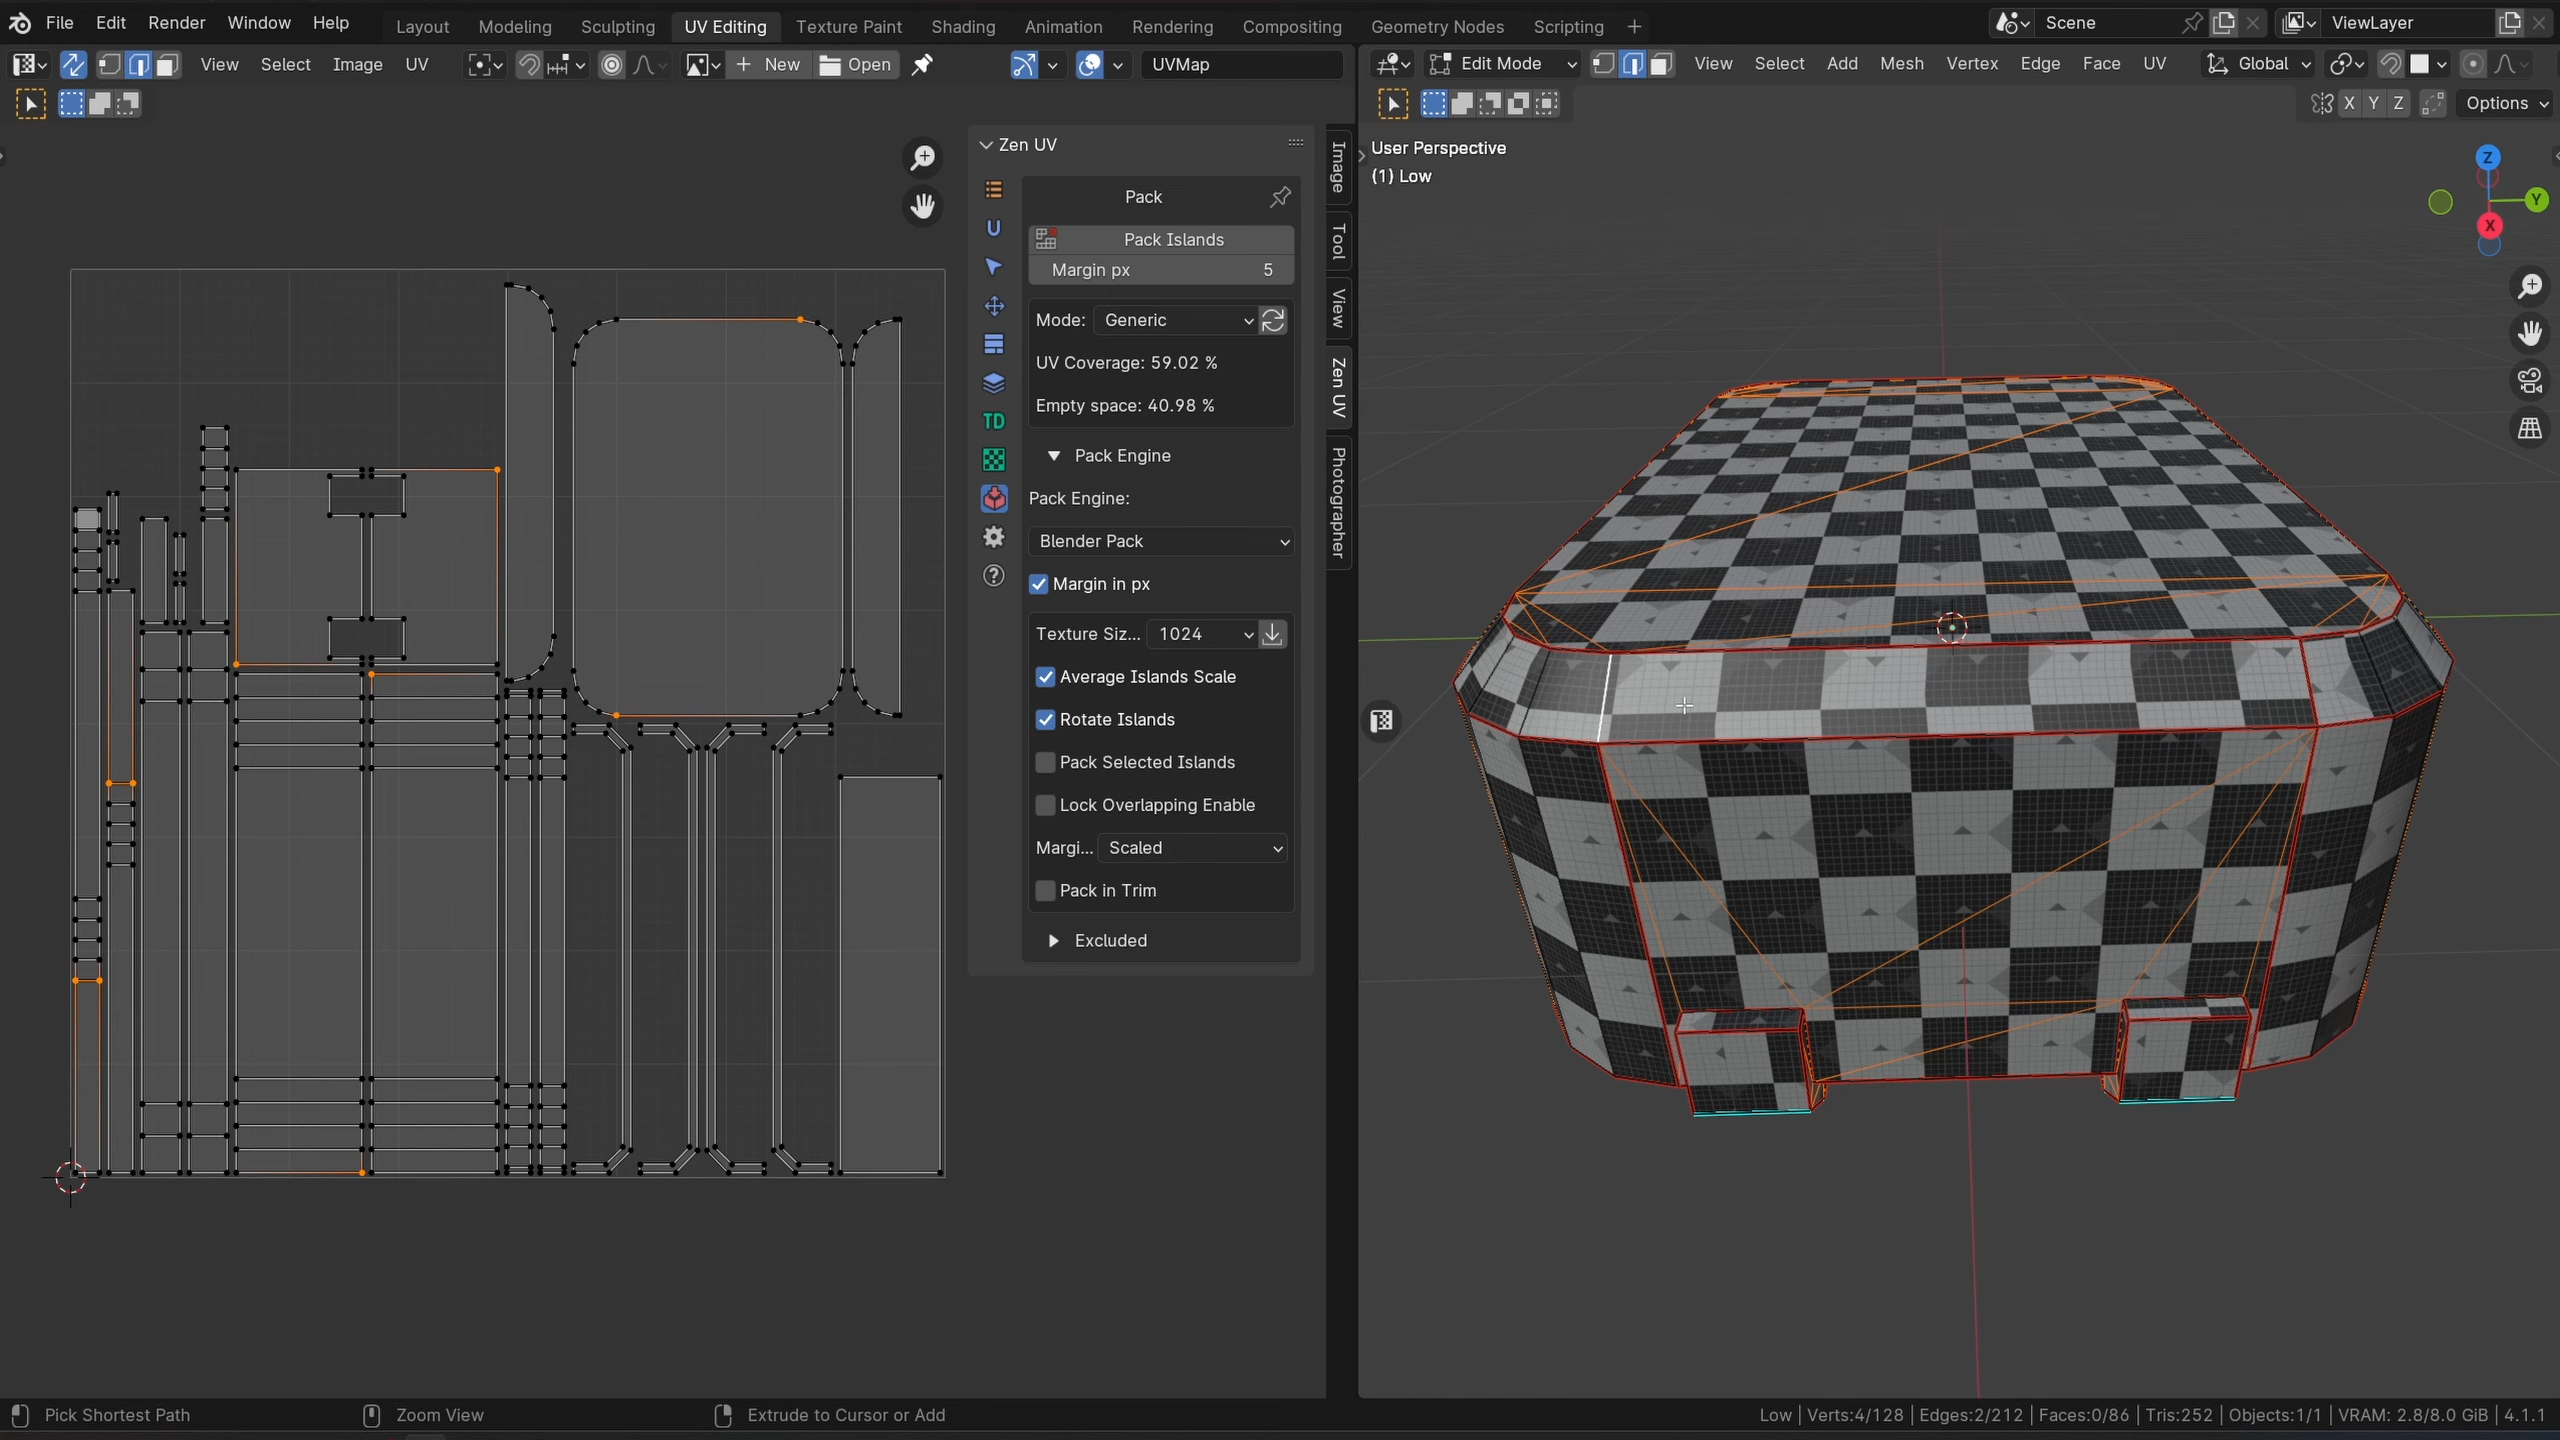 File Edit Render Window Help Layout Modeling Sculpting UV Editing Texture Paint Shading Animation Rendering Compositing Geometry Nodes Scripting + Scene ViewLayer
View Select Image UV New Open UVMap Edit Mode View Select Add Mesh Vertex Edge Face UV Global
X Y Z Options
Zen UV
User Perspective
(1) Low
Z
Y
X
Pack
Pack Islands
Margin px 5
Mode: Generic
UV Coverage: 59.02 %
Empty space: 40.98 %
TD
Pack Engine
Pack Engine:
Blender Pack
Margin in px
Texture Siz... 1024
Average Islands Scale
Rotate Islands
Pack Selected Islands
Lock Overlapping Enable
Margi... Scaled
Pack in Trim
Excluded
Image
Tool
View
Zen UV
Photographer
Pick Shortest Path Zoom View Extrude to Cursor or Add Low | Verts:4/128 | Edges:2/212 | Faces:0/86 | Tris:252 | Objects:1/1 | VRAM: 2.8/8.0 GiB | 4.1.1